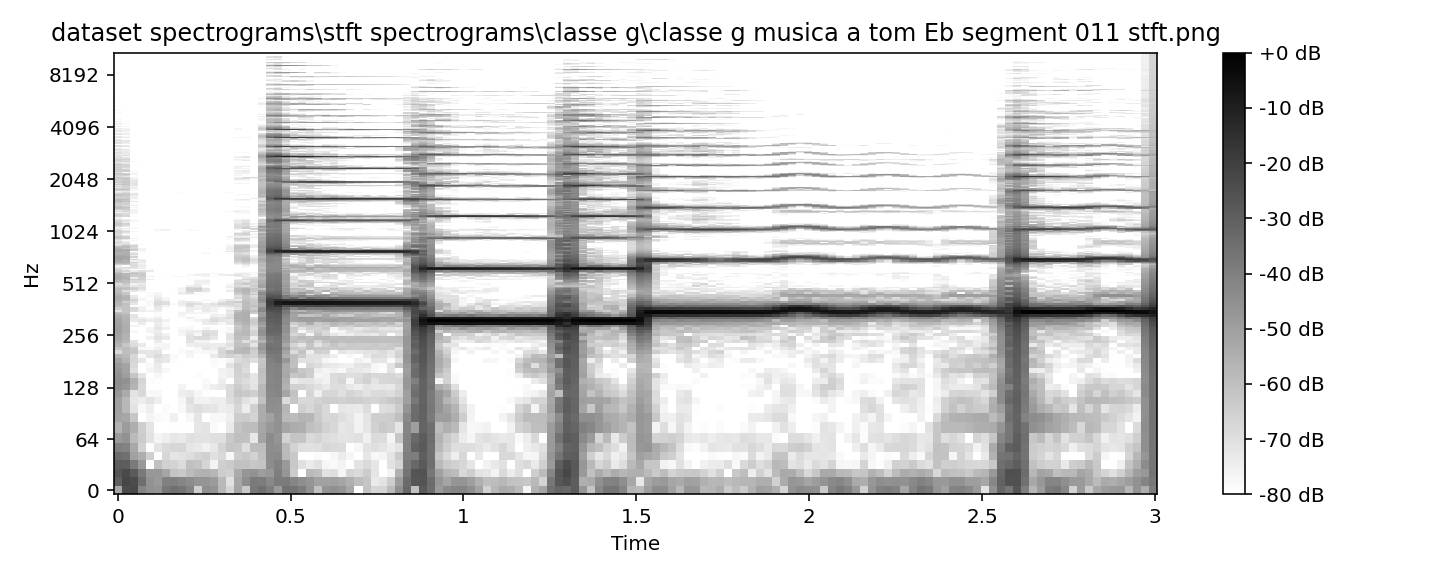 dataset spectrograms\stft spectrograms\classe g\classe g musica a tom Eb segment 011 stft.png
8192
4096
2048
1024
512
256
128
64
0
Hz
0
0.5
1
1.5
2
2.5
3
Time
+0 dB
-10 dB
-20 dB
-30 dB
-40 dB
-50 dB
-60 dB
-70 dB
-80 dB